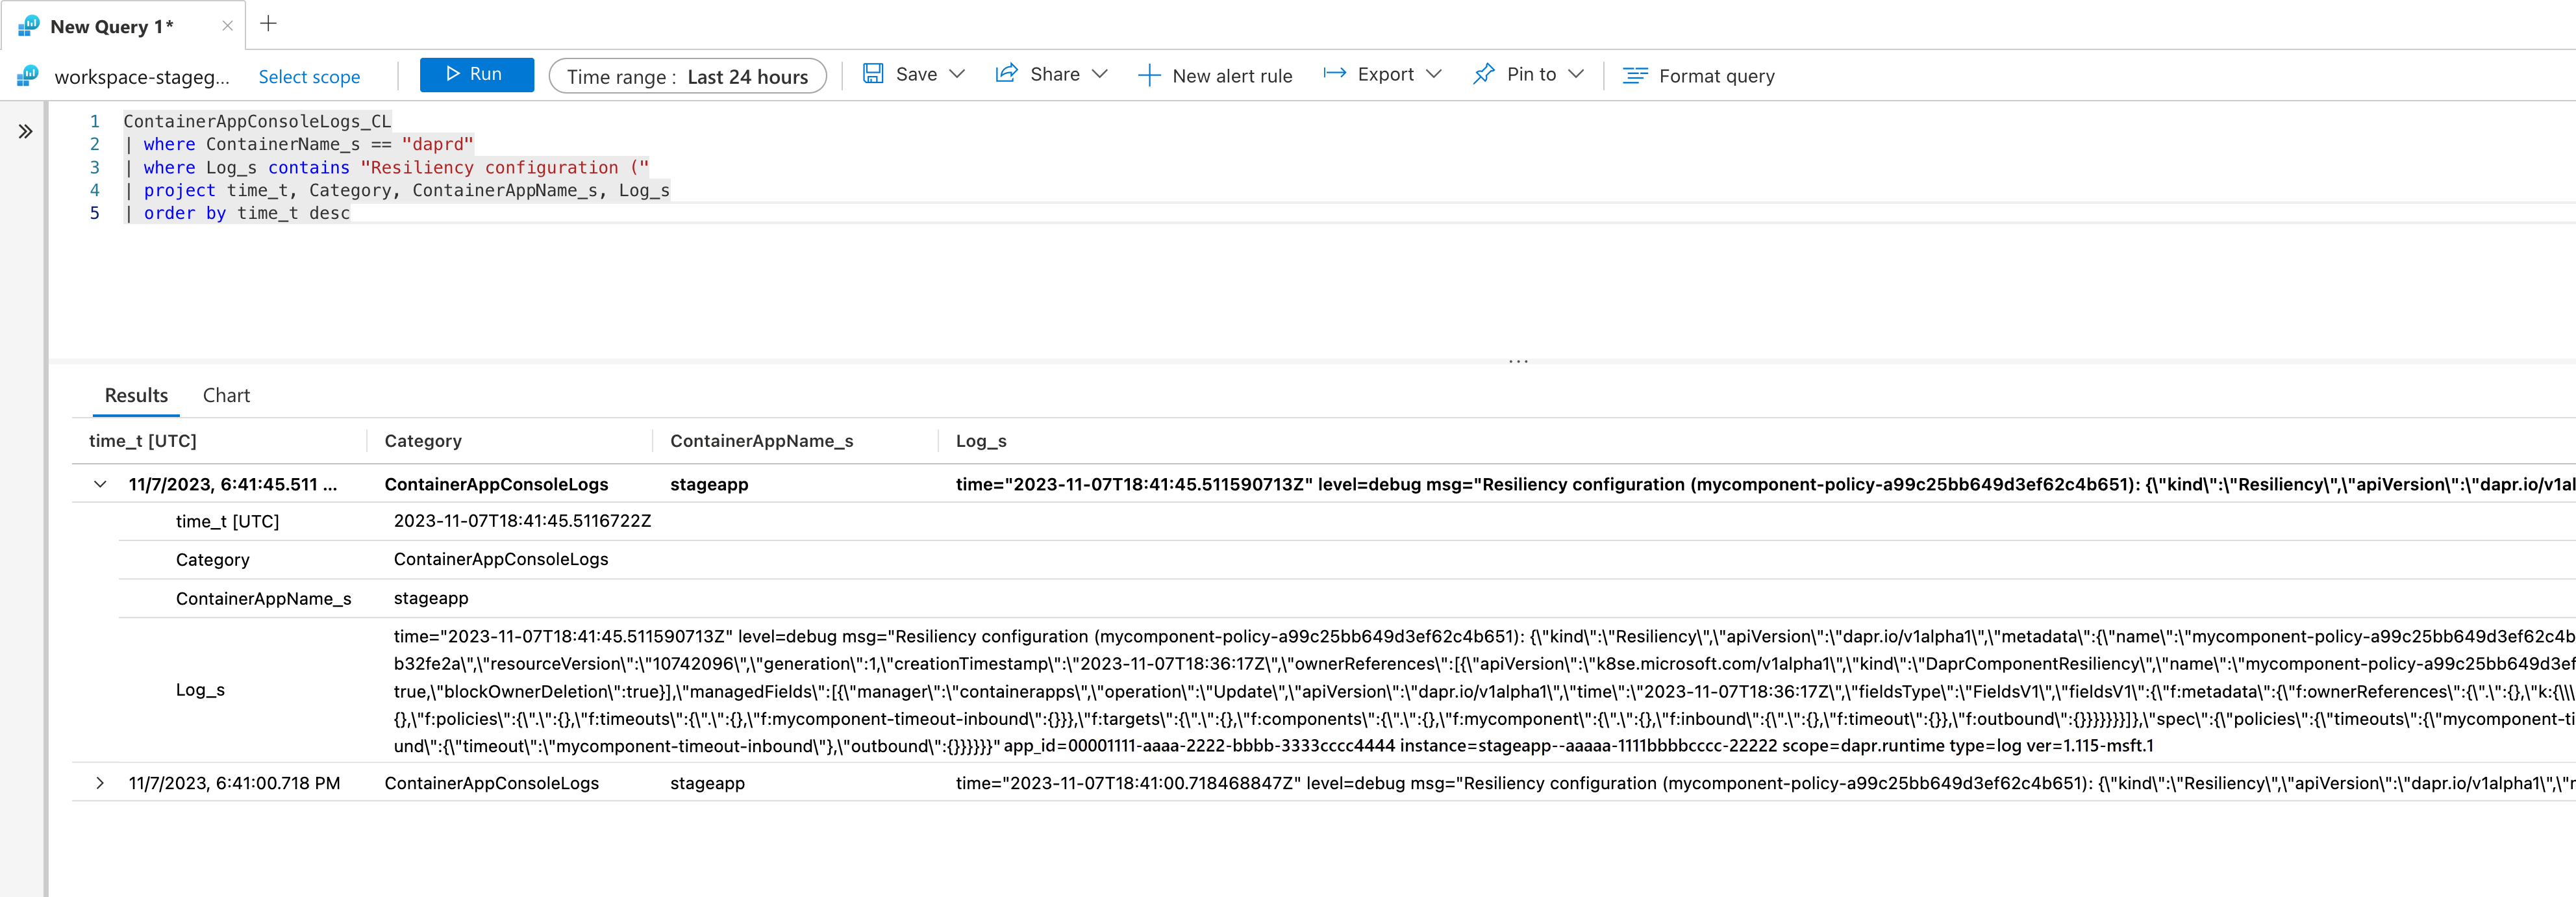 New Query 1*
workspace-stageg...
Select scope
Run
Time range : Last 24 hours
Save
Share
New alert rule
Export
Pin to
Format query
1 ContainerAppConsoleLogs_CL
2 | where ContainerName_s == "daprd"
3 | where Log_s contains "Resiliency configuration ("
4 | project time_t, Category, ContainerAppName_s, Log_s
5 | order by time_t desc
...
Results Chart
time_t [UTC] Category ContainerAppName_s Log_s
11/7/2023, 6:41:45.511 ... ContainerAppConsoleLogs stageapp time="2023-11-07T18:41:45.511590713Z" level=debug msg="Resiliency configuration (mycomponent-policy-a99c25bb649d3ef62c4b651): {\"kind\":\"Resiliency\",\"apiVersion\":\"dapr.io/v1al
time_t [UTC] 2023-11-07T18:41:45.5116722Z
Category ContainerAppConsoleLogs
ContainerAppName_s stageapp
Log_s
time="2023-11-07T18:41:45.511590713Z" level=debug msg="Resiliency configuration (mycomponent-policy-a99c25bb649d3ef62c4b651): {\"kind\":\"Resiliency\",\"apiVersion\":\"dapr.io/v1alpha1\",\"metadata\":{\"name\":\"mycomponent-policy-a99c25bb649d3ef62c4b
b32fe2a\",\"resourceVersion\":\"10742096\",\"generation\":1,\"creationTimestamp\":\"2023-11-07T18:36:17Z\",\"ownerReferences\":[{\"apiVersion\":\"k8se.microsoft.com/v1alpha1\",\"kind\":\"DaprComponentResiliency\",\"name\":\"mycomponent-policy-a99c25bb649d3ef
true,\"blockOwnerDeletion\":true}],\"managedFields\":[{\"manager\":\"containerapps\",\"operation\":\"Update\",\"apiVersion\":\"dapr.io/v1alpha1\",\"time\":\"2023-11-07T18:36:17Z\",\"fieldsType\":\"FieldsV1\",\"fieldsV1\":{\"f:metadata\":{\"f:ownerReferences\":{\".\":{},\"k:{\\\
{},\"f:policies\":{\".\":{},\"f:timeouts\":{\".\":{},\"f:mycomponent-timeout-inbound\":{}}},\"f:targets\":{\".\":{},\"f:components\":{\".\":{},\"f:mycomponent\":{\".\":{},\"f:inbound\":{\".\":{},\"f:timeout\":{}},\"f:outbound\":{}}}}}}}]},\"spec\":{\"policies\":{\"timeouts\":{\"mycomponent-ti
und\":{\"timeout\":\"mycomponent-timeout-inbound\"},\"outbound\":{}}}}}}" app_id=00001111-aaaa-2222-bbbb-3333cccc4444 instance=stageapp--aaaaa-1111bbbbcccc-22222 scope=dapr.runtime type=log ver=1.115-msft.1
11/7/2023, 6:41:00.718 PM ContainerAppConsoleLogs stageapp time="2023-11-07T18:41:00.718468847Z" level=debug msg="Resiliency configuration (mycomponent-policy-a99c25bb649d3ef62c4b651): {\"kind\":\"Resiliency\",\"apiVersion\":\"dapr.io/v1alpha1\",\"r